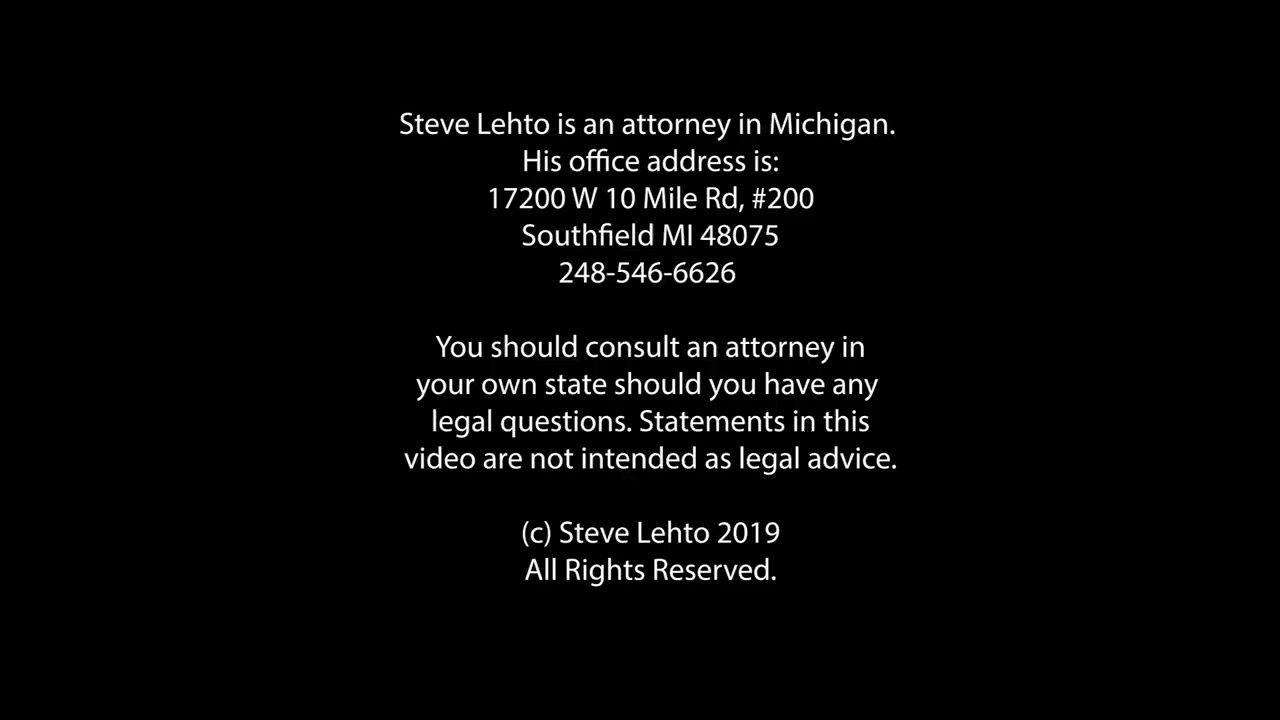 Steve Lehto is an attorney in Michigan.
His office address is:
17200 W 10 Mile Rd, #200
Southfield MI 48075
248-546-6626
You should consult an attorney in
your own state should you have any
legal questions. Statements in this
video are not intended as legal advice.
(c) Steve Lehto 2019
All Rights Reserved.